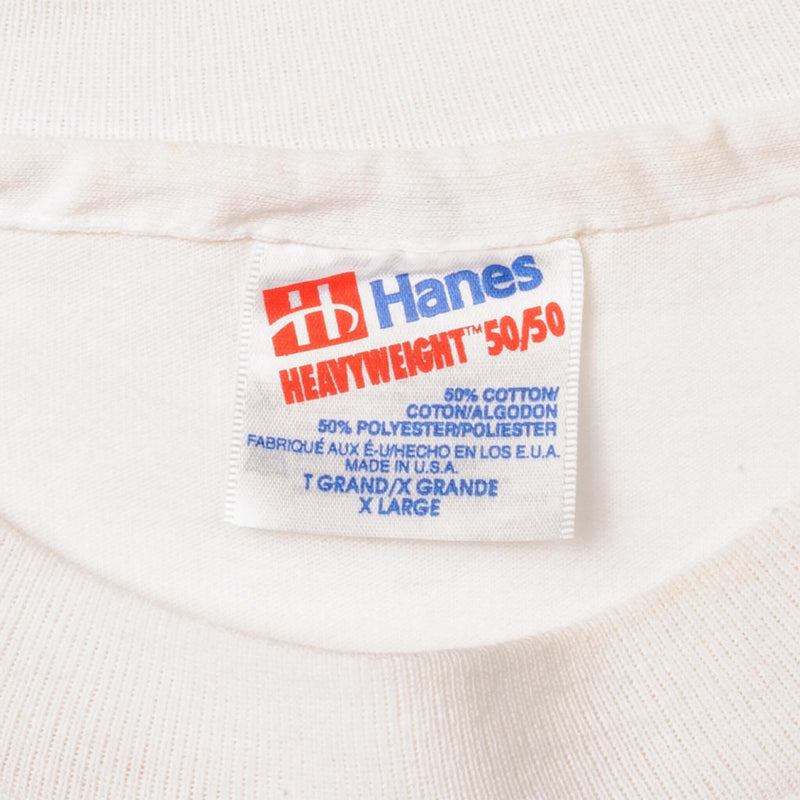 H Hanes
HEAVYWEIGHT™ 50/50
50% COTTON/
COTON/ALGODON
50% POLYESTER/POLIESTER
FABRIQUÉ AUX É-U/HECHO EN LOS E.U.A.
MADE IN U.S.A.
T GRAND/X GRANDE
X LARGE